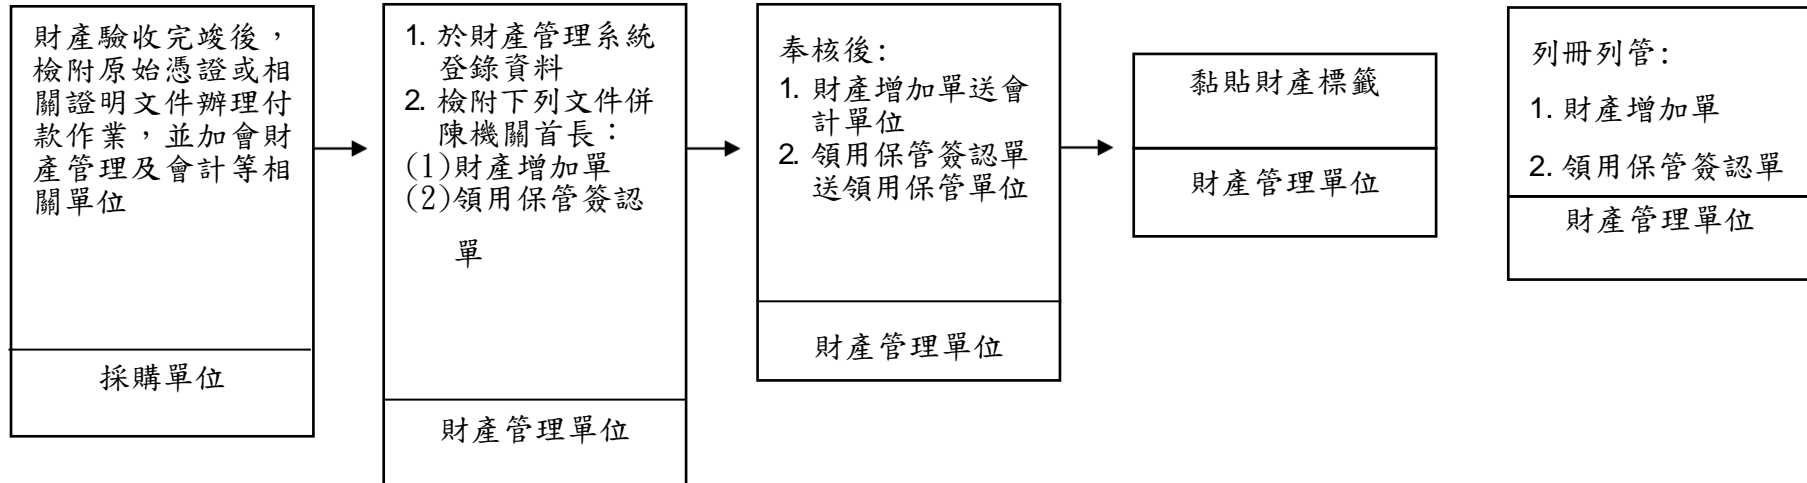 財產驗收完竣後，
檢附原始憑證或相
關證明文件辦理付
款作業，並加會財
產管理及會計等相
關單位
採購單位
1. 於財產管理系統
登錄資料
2. 檢附下列文件併
陳機關首長：
(1)財產增加單
(2)領用保管簽認
單
財產管理單位
奉核後:
1. 財產增加單送會
計單位
2. 領用保管簽認單
送領用保管單位
財產管理單位
黏貼財產標籤
財產管理單位
列冊列管:
1. 財產增加單
2. 領用保管簽認單
財產管理單位